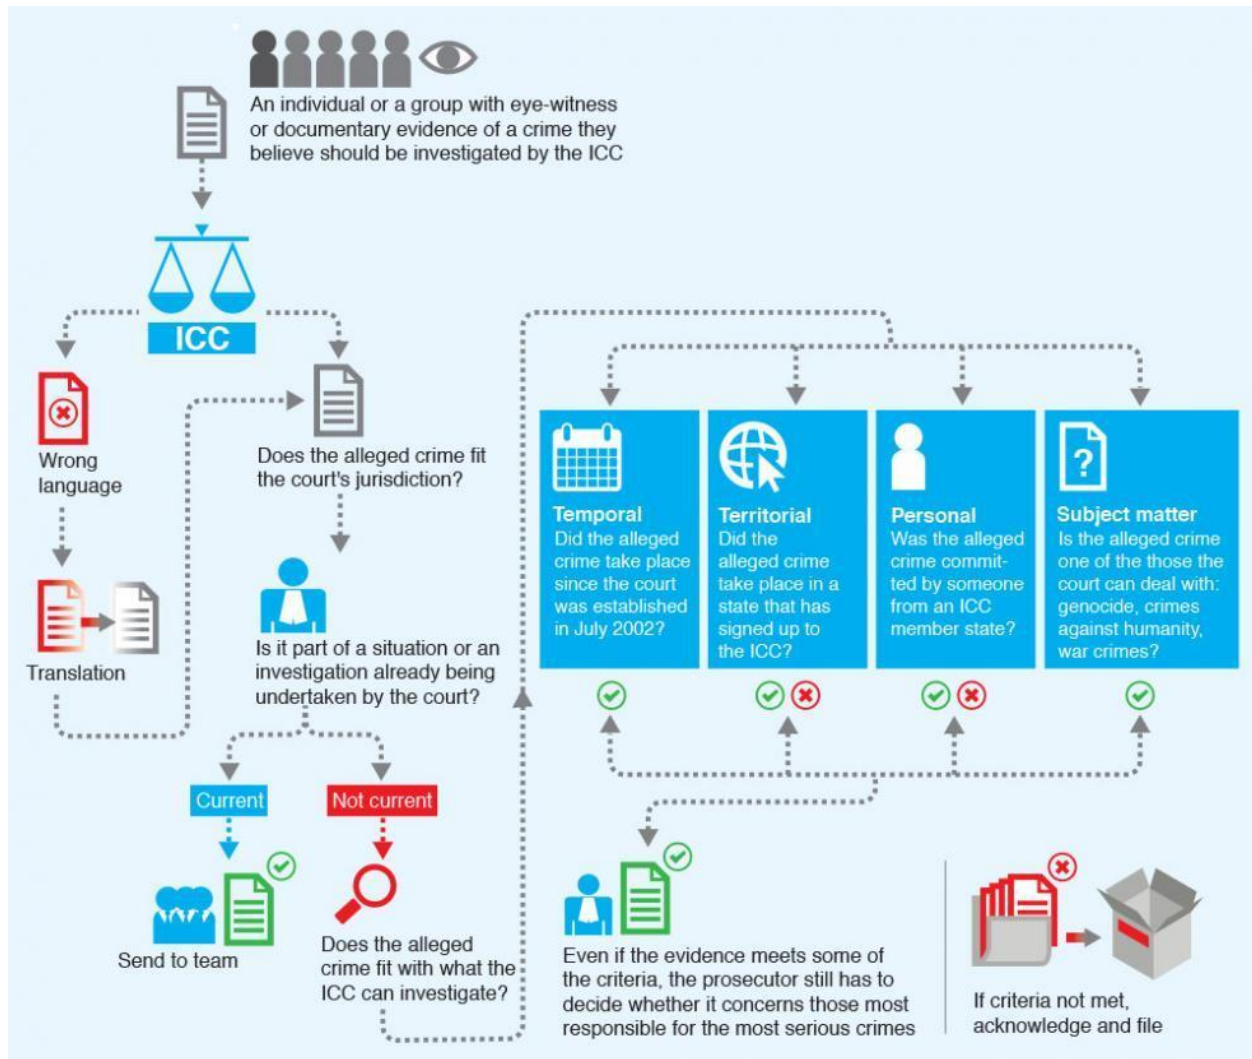 An individual or a group with eye-witness
or documentary evidence of a crime they
believe should be investigated by the ICC
ICC
Wrong
language
Translation
Does the alleged crime fit
the court's jurisdiction?
Is it part of a situation or an
investigation already being
undertaken by the court?
Current
Not current
Send to team
Does the alleged
crime fit with what the
ICC can investigate?
Temporal
Did the alleged
crime take place
since the court
was established
in July 2002?
Territorial
Did the
alleged crime
take place in a
state that has
signed up to
the ICC?
Personal
Was the alleged
crime commit-
ted by someone
from an ICC
member state?
?
Subject matter
Is the alleged crime
one of the those the
court can deal with:
genocide, crimes
against humanity,
war crimes?
Even if the evidence meets some of
the criteria, the prosecutor still has to
decide whether it concerns those most
responsible for the most serious crimes
If criteria not met,
acknowledge and file